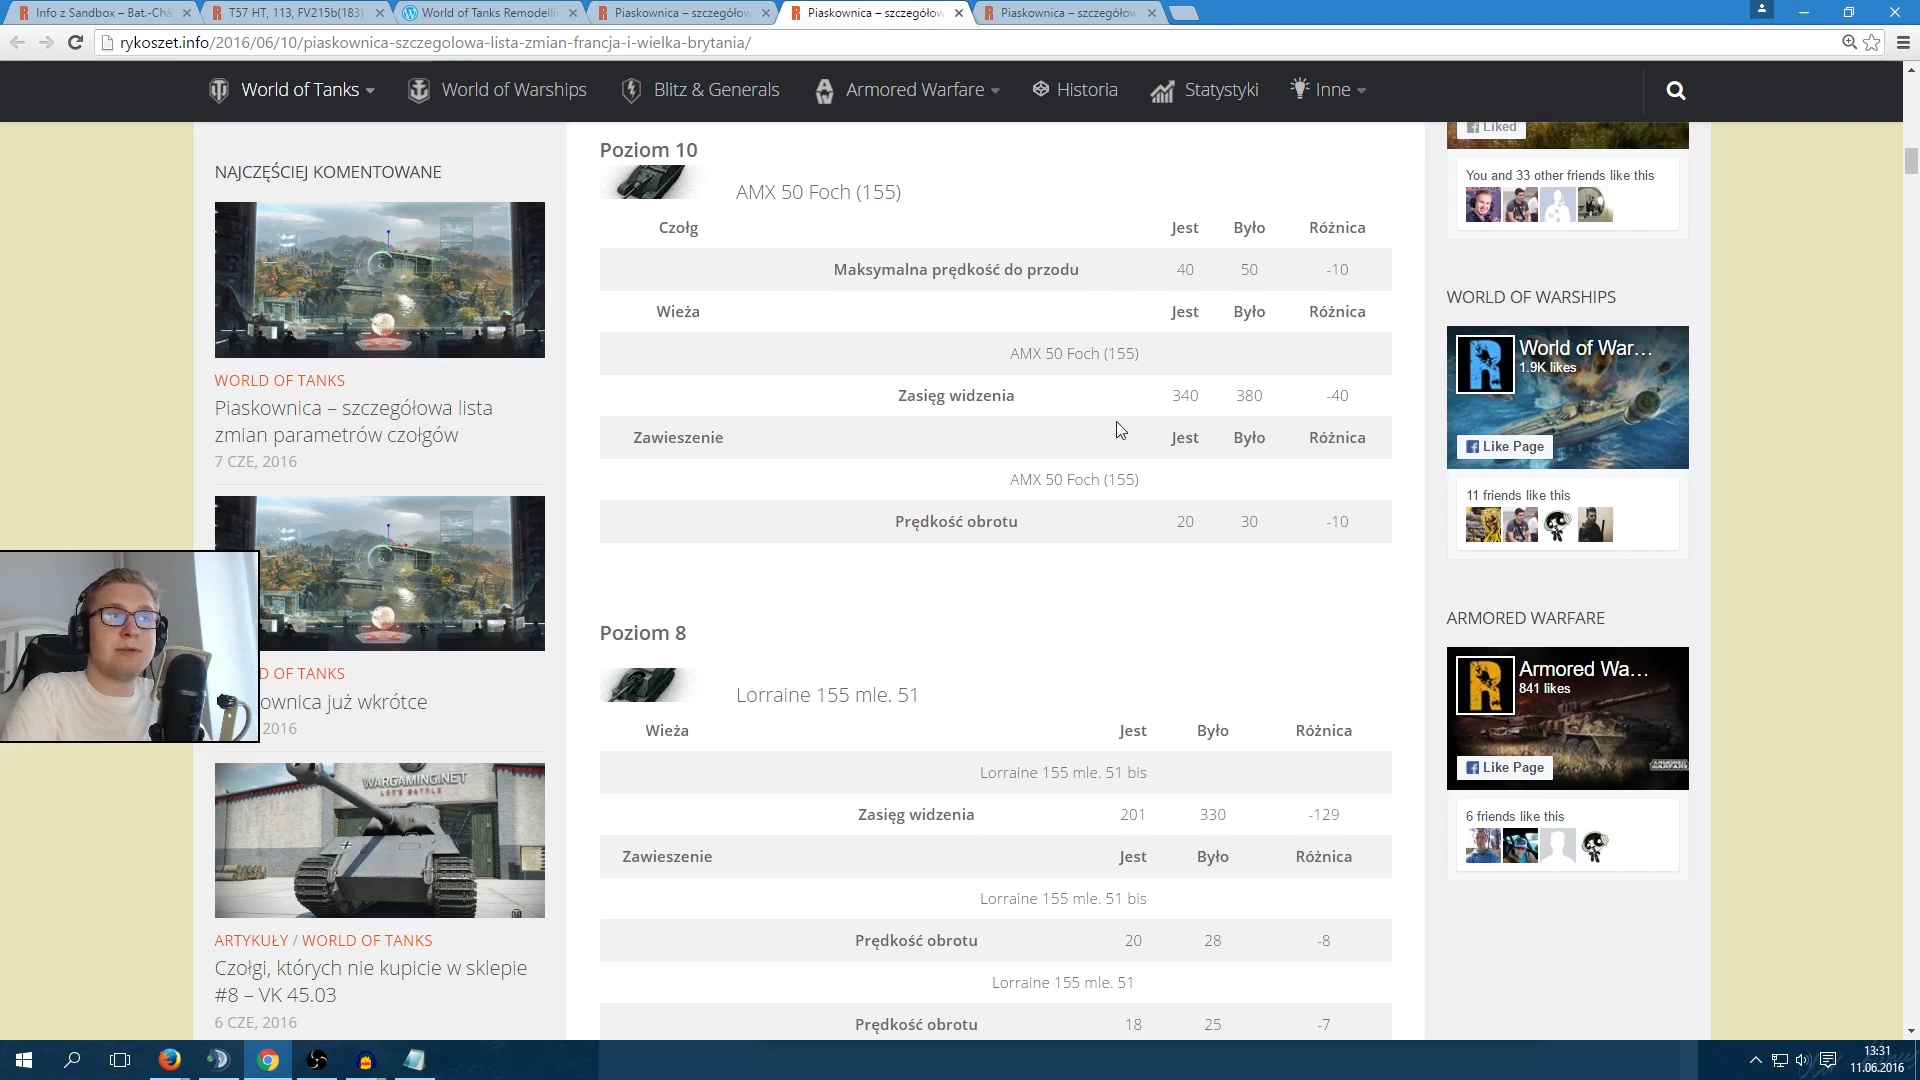 Info z Sandbox – Bat.-Châ
T57 HT, 113, FV215b(183)
World of Tanks Remodelli
Piaskownica – szczegółow
Piaskownica – szczegółow
Piaskownica – szczegółow
rykoszet.info/2016/06/10/piaskownica-szczegolowa-lista-zmian-francja-i-wielka-brytania/
World of Tanks
World of Warships
Blitz & Generals
Armored Warfare
Historia
Statystyki
Inne
NAJCZĘŚCIEJ KOMENTOWANE
WORLD OF TANKS
Piaskownica – szczegółowa lista
zmian parametrów czołgów
7 CZE, 2016
D OF TANKS
ownica już wkrótce
2016
WARGAMING.NET
LET'S BATTLE
ARTYKUŁY / WORLD OF TANKS
Czołgi, których nie kupicie w sklepie
#8 – VK 45.03
6 CZE, 2016
Poziom 10
AMX 50 Foch (155)
Czołg Jest Było Różnica
Maksymalna prędkość do przodu 40 50 -10
Wieża Jest Było Różnica
AMX 50 Foch (155)
Zasięg widzenia 340 380 -40
Zawieszenie Jest Było Różnica
AMX 50 Foch (155)
Prędkość obrotu 20 30 -10
Poziom 8
Lorraine 155 mle. 51
Wieża Jest Było Różnica
Lorraine 155 mle. 51 bis
Zasięg widzenia 201 330 -129
Zawieszenie Jest Było Różnica
Lorraine 155 mle. 51 bis
Prędkość obrotu 20 28 -8
Lorraine 155 mle. 51
Prędkość obrotu 18 25 -7
Liked
You and 33 other friends like this
WORLD OF WARSHIPS
World of War...
1.9K likes
Like Page
11 friends like this
ARMORED WARFARE
Armored Wa...
841 likes
Like Page
6 friends like this
13:31
11.06.2016